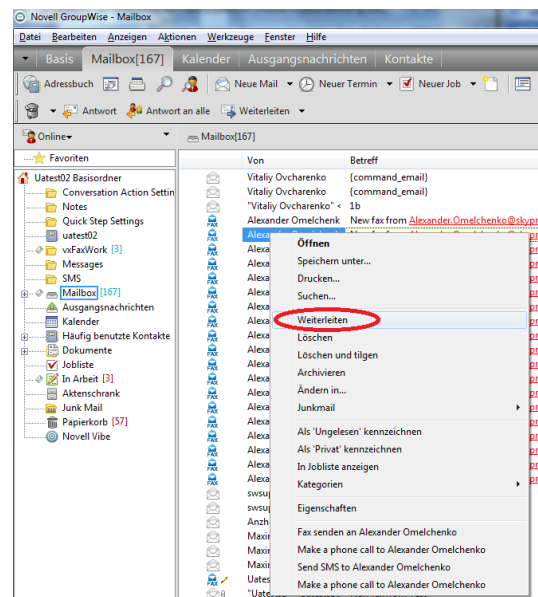 Novell GroupWise - Mailbox
Datei Bearbeiten Anzeigen Aktionen Werkzeuge Fenster Hilfe
Basis Mailbox[167] Kalender Ausgangsnachrichten Kontakte
Adressbuch Neue Mail Neuer Termin Neuer Job
Antwort Antwort an alle Weiterleiten
Online Mailbox[167]
Favoriten
Von Betreff
Uatest02 Basisordner
Conversation Action Settin
Notes
Quick Step Settings
uatest02
vxFaxWork [3]
Messages
SMS
Mailbox [167]
Ausgangsnachrichten
Kalender
Häufig benutzte Kontakte
Dokumente
Jobliste
In Arbeit [3]
Aktenschrank
Junk Mail
Papierkorb [57]
Novell Vibe
Vitaliy Ovcharenko {command_email}
Vitaliy Ovcharenko {command_email}
"Vitaliy Ovcharenko" < 1b
Alexander Omelchenk New fax from Alexander.Omelchenko@skypr
Öffnen
Speichern unter...
Drucken...
Suchen...
Weiterleiten
Löschen
Löschen und tilgen
Archivieren
Ändern in...
Junkmail
Als 'Ungelesen' kennzeichnen
Als 'Privat' kennzeichnen
In Jobliste anzeigen
Kategorien
Eigenschaften
Fax senden an Alexander Omelchenko
Make a phone call to Alexander Omelchenko
Send SMS to Alexander Omelchenko
Make a phone call to Alexander Omelchenko